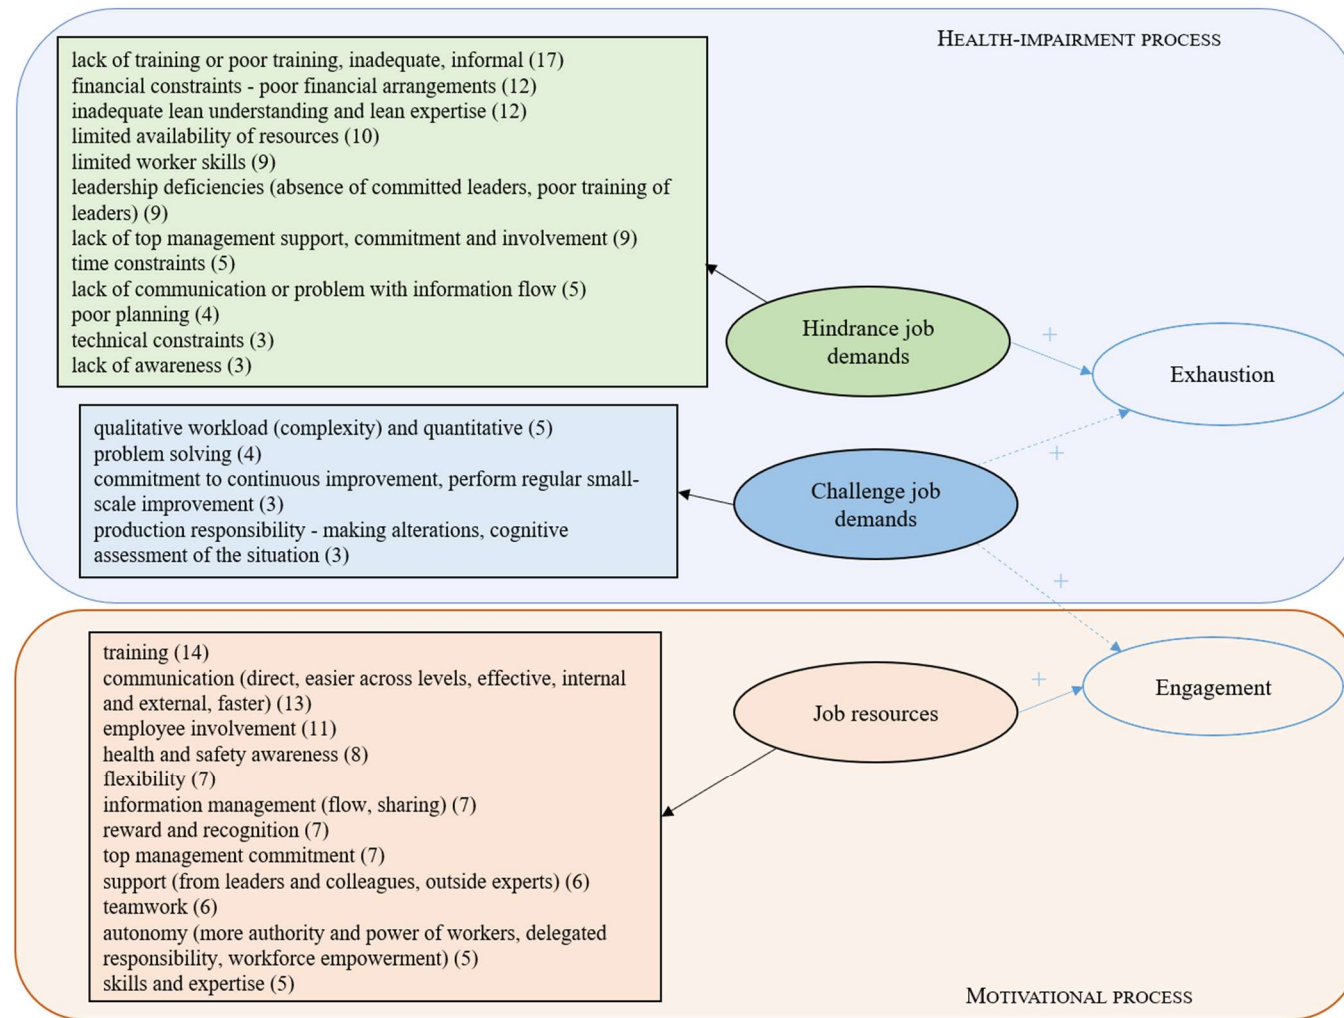 HEALTH-IMPAIRMENT PROCESS
lack of training or poor training, inadequate, informal (17)
financial constraints - poor financial arrangements (12)
inadequate lean understanding and lean expertise (12)
limited availability of resources (10)
limited worker skills (9)
leadership deficiencies (absence of committed leaders, poor training of
leaders) (9)
lack of top management support, commitment and involvement (9)
time constraints (5)
lack of communication or problem with information flow (5)
poor planning (4)
technical constraints (3)
lack of awareness (3)
Hindrance job
demands
+
Exhaustion
qualitative workload (complexity) and quantitative (5)
problem solving (4)
commitment to continuous improvement, perform regular small-
scale improvement (3)
production responsibility - making alterations, cognitive
assessment of the situation (3)
Challenge job
demands
+
+
training (14)
communication (direct, easier across levels, effective, internal
and external, faster) (13)
employee involvement (11)
health and safety awareness (8)
flexibility (7)
information management (flow, sharing) (7)
reward and recognition (7)
top management commitment (7)
support (from leaders and colleagues, outside experts) (6)
teamwork (6)
autonomy (more authority and power of workers, delegated
responsibility, workforce empowerment) (5)
skills and expertise (5)
Job resources
+
Engagement
MOTIVATIONAL PROCESS